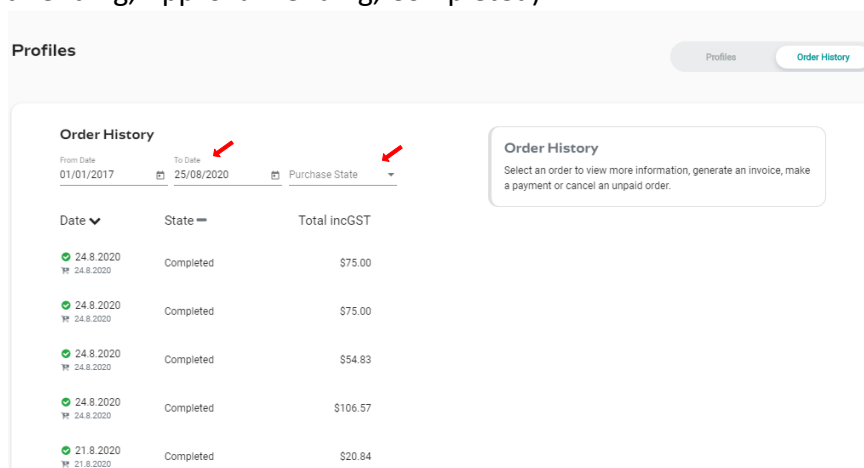 Profiles
Profiles Order History
Order History
From Date To Date
01/01/2017 25/08/2020 Purchase State
Order History
Select an order to view more information, generate an invoice, make
a payment or cancel an unpaid order.
Date State Total incGST
24.8.2020 Completed $75.00
24.8.2020
24.8.2020 Completed $75.00
24.8.2020
24.8.2020 Completed $54.83
24.8.2020
24.8.2020 Completed $106.57
24.8.2020
21.8.2020 Completed $20.84
21.8.2020